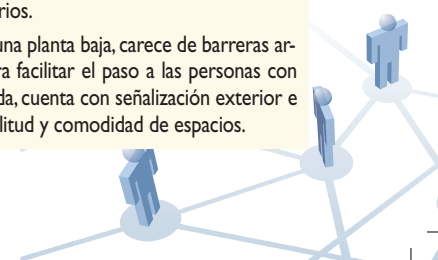 rios.
una planta baja, carece de barreras ar-
ra facilitar el paso a las personas con
da, cuenta con señalización exterior e
litud y comodidad de espacios.